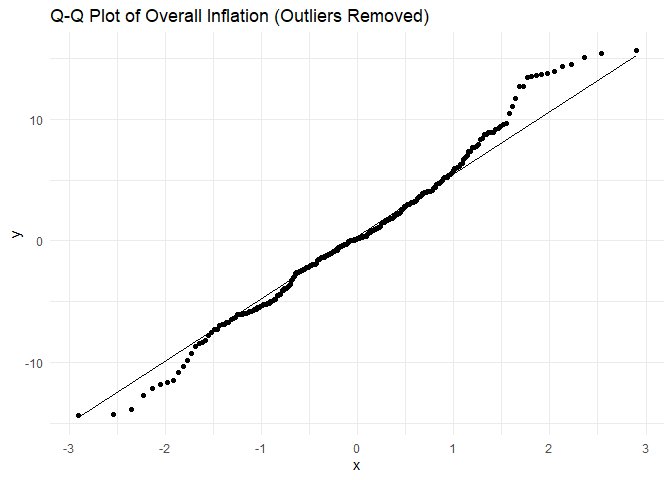 Q-Q Plot of Overall Inflation (Outliers Removed)
y
10
0
-10
-3 -2 -1 0 1 2 3
x